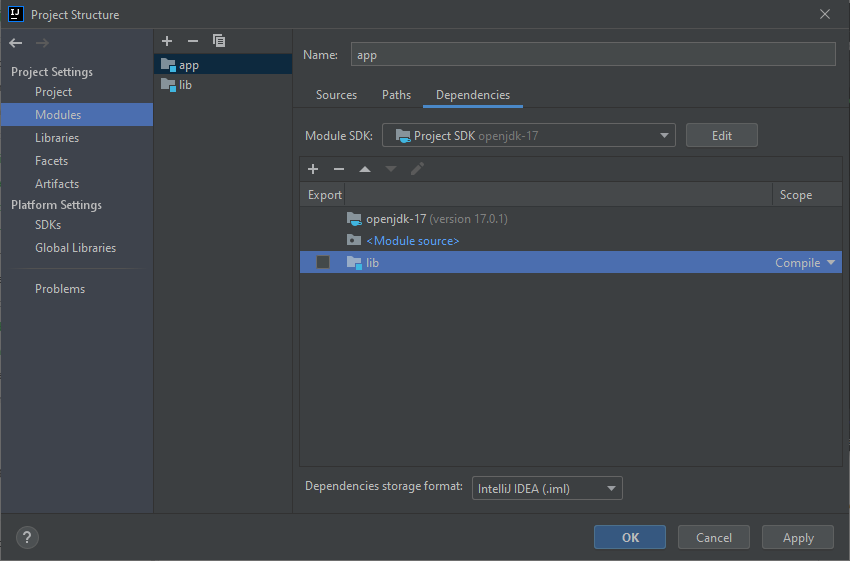 IJ Project Structure
Project Settings
Project
Modules
Libraries
Facets
Artifacts
Platform Settings
SDKs
Global Libraries
Problems
app
lib
Name: app
Sources Paths Dependencies
Module SDK: Project SDK openjdk-17 Edit
Export Scope
openjdk-17 (version 17.0.1)
<Module source>
lib Compile
Dependencies storage format: IntelliJ IDEA (.iml)
? OK Cancel Apply